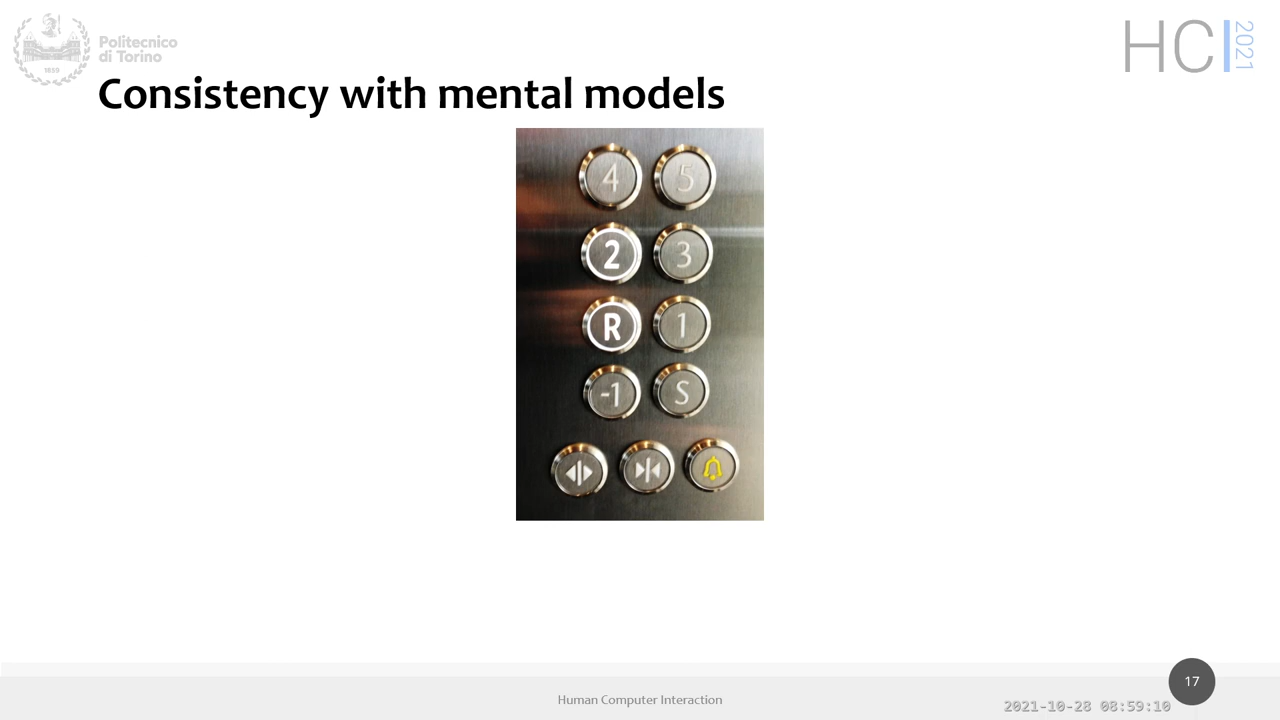 Politecnico
di Torino
1859
HCI
2021
Consistency with mental models
4 5
2 3
R 1
-1 S
Human Computer Interaction
17
2021-10-28 08:59:10